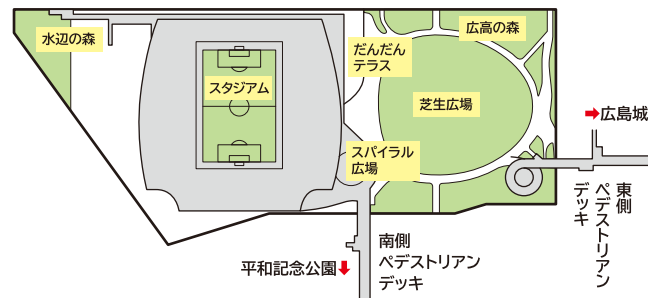 水辺の森
だんだん
テラス
広高の森
スタジアム
芝生広場
➡広島城
スパイラル
広場
東側
ペデストリアン
デッキ
南側
ペデストリアン
デッキ
平和記念公園⬇